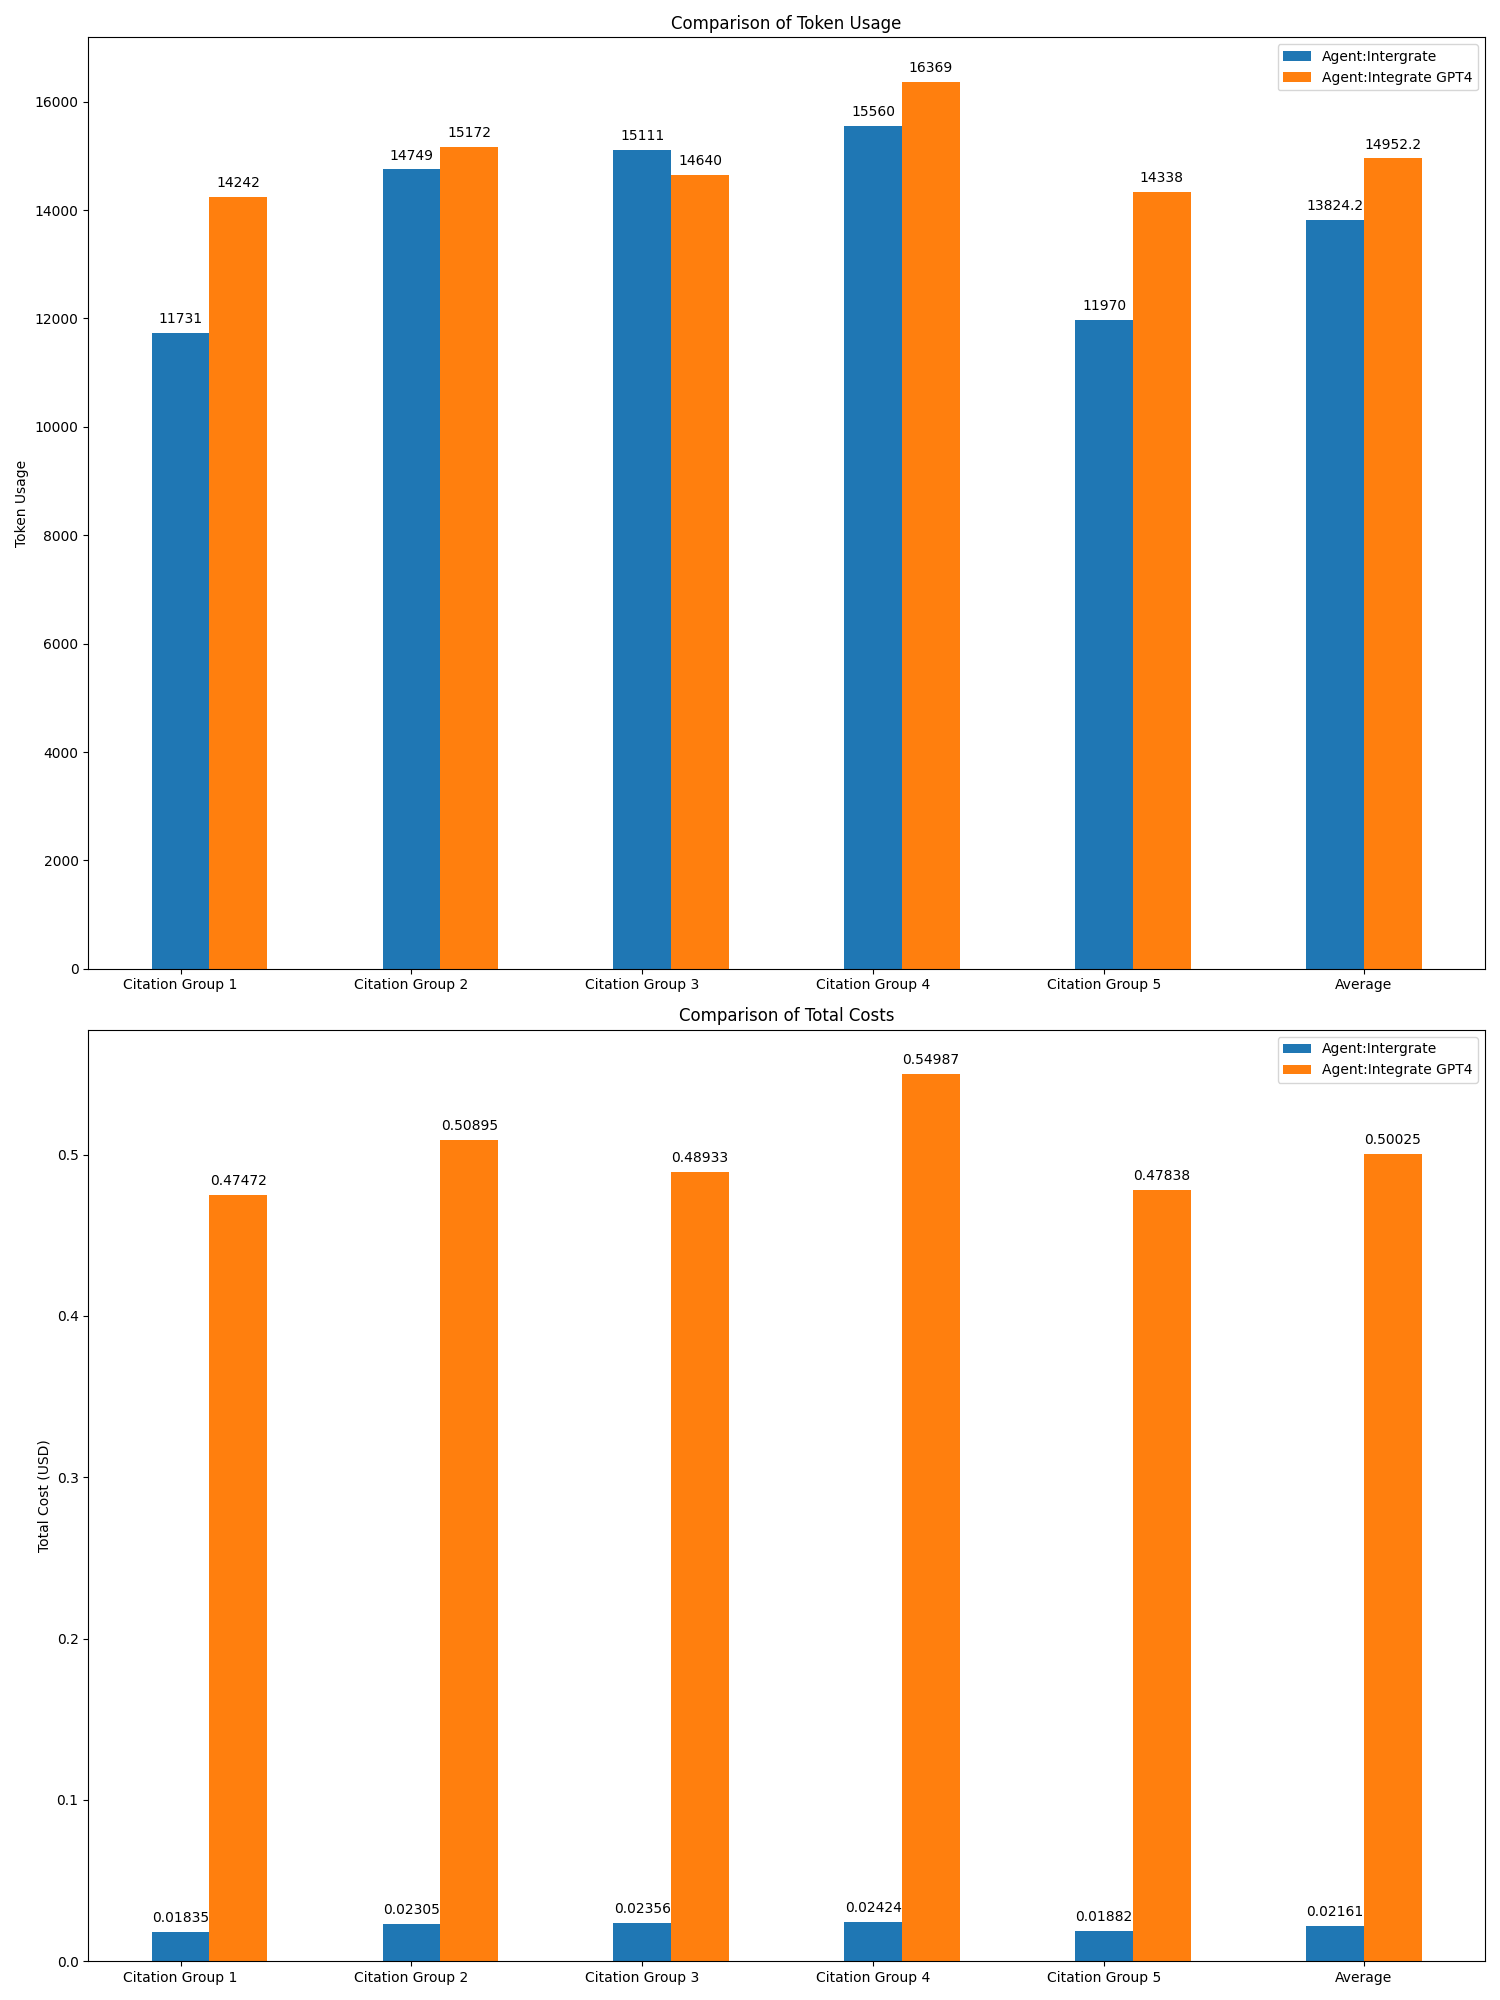 Comparison of Token Usage
Agent:Intergrate
Agent:Integrate GPT4
Token Usage
16000
14000
12000
10000
8000
6000
4000
2000
0
11731
14242
14749
15172
15111
14640
15560
16369
11970
14338
13824.2
14952.2
Citation Group 1
Citation Group 2
Citation Group 3
Citation Group 4
Citation Group 5
Average
Comparison of Total Costs
Agent:Intergrate
Agent:Integrate GPT4
Total Cost (USD)
0.5
0.4
0.3
0.2
0.1
0.0
0.01835
0.47472
0.02305
0.50895
0.02356
0.48933
0.02424
0.54987
0.01882
0.47838
0.02161
0.50025
Citation Group 1
Citation Group 2
Citation Group 3
Citation Group 4
Citation Group 5
Average